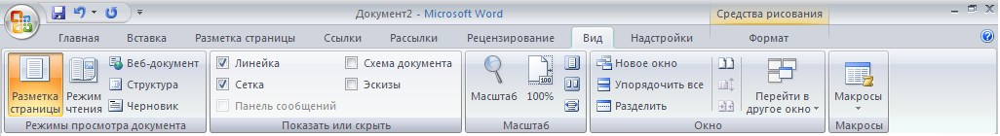 Документ2 - Microsoft Word
Средства рисования
Главная Вставка Разметка страницы Ссылки Рассылки Рецензирование Вид Надстройки Формат
Разметка страницы
Режим чтения
Веб-документ
Структура
Черновик
Режимы просмотра документа
Линейка
Сетка
Панель сообщений
Схема документа
Эскизы
Показать или скрыть
Масштаб
100
100%
Масштаб
Новое окно
Упорядочить все
Разделить
Перейти в другое окно
Окно
Макросы
Макросы